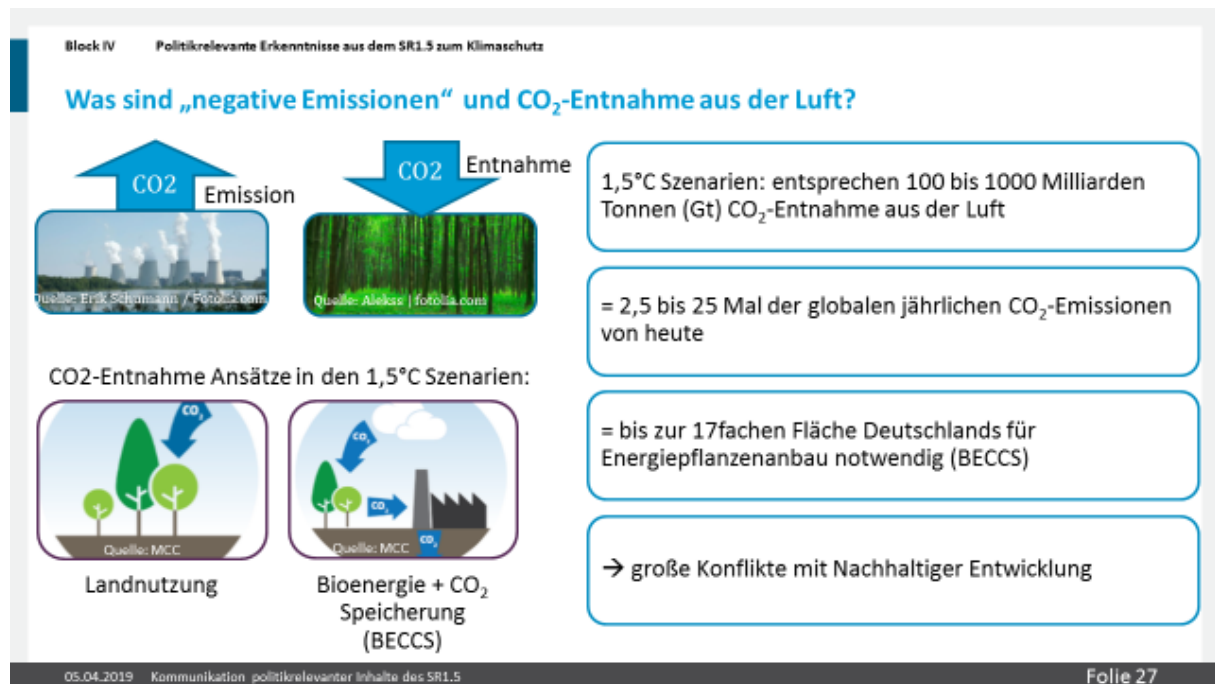 Block IV Politikrelevante Erkenntnisse aus dem SR1.5 zum Klimaschutz
Was sind „negative Emissionen“ und CO₂-Entnahme aus der Luft?
CO2
Emission
CO2
Entnahme
Quelle: Erik Schumann / Fotolia.com
Quelle: Alekss | fotolia.com
CO2-Entnahme Ansätze in den 1,5°C Szenarien:
CO₂
Quelle: MCC
Landnutzung
CO₂
CO₂
CO₂
Quelle: MCC
Bioenergie + CO₂
Speicherung
(BECCS)
1,5°C Szenarien: entsprechen 100 bis 1000 Milliarden
Tonnen (Gt) CO₂-Entnahme aus der Luft
= 2,5 bis 25 Mal der globalen jährlichen CO₂-Emissionen
von heute
= bis zur 17fachen Fläche Deutschlands für
Energiepflanzenanbau notwendig (BECCS)
→ große Konflikte mit Nachhaltiger Entwicklung
05.04.2019 Kommunikation politikrelevanter Inhalte des SR1.5
Folie 27